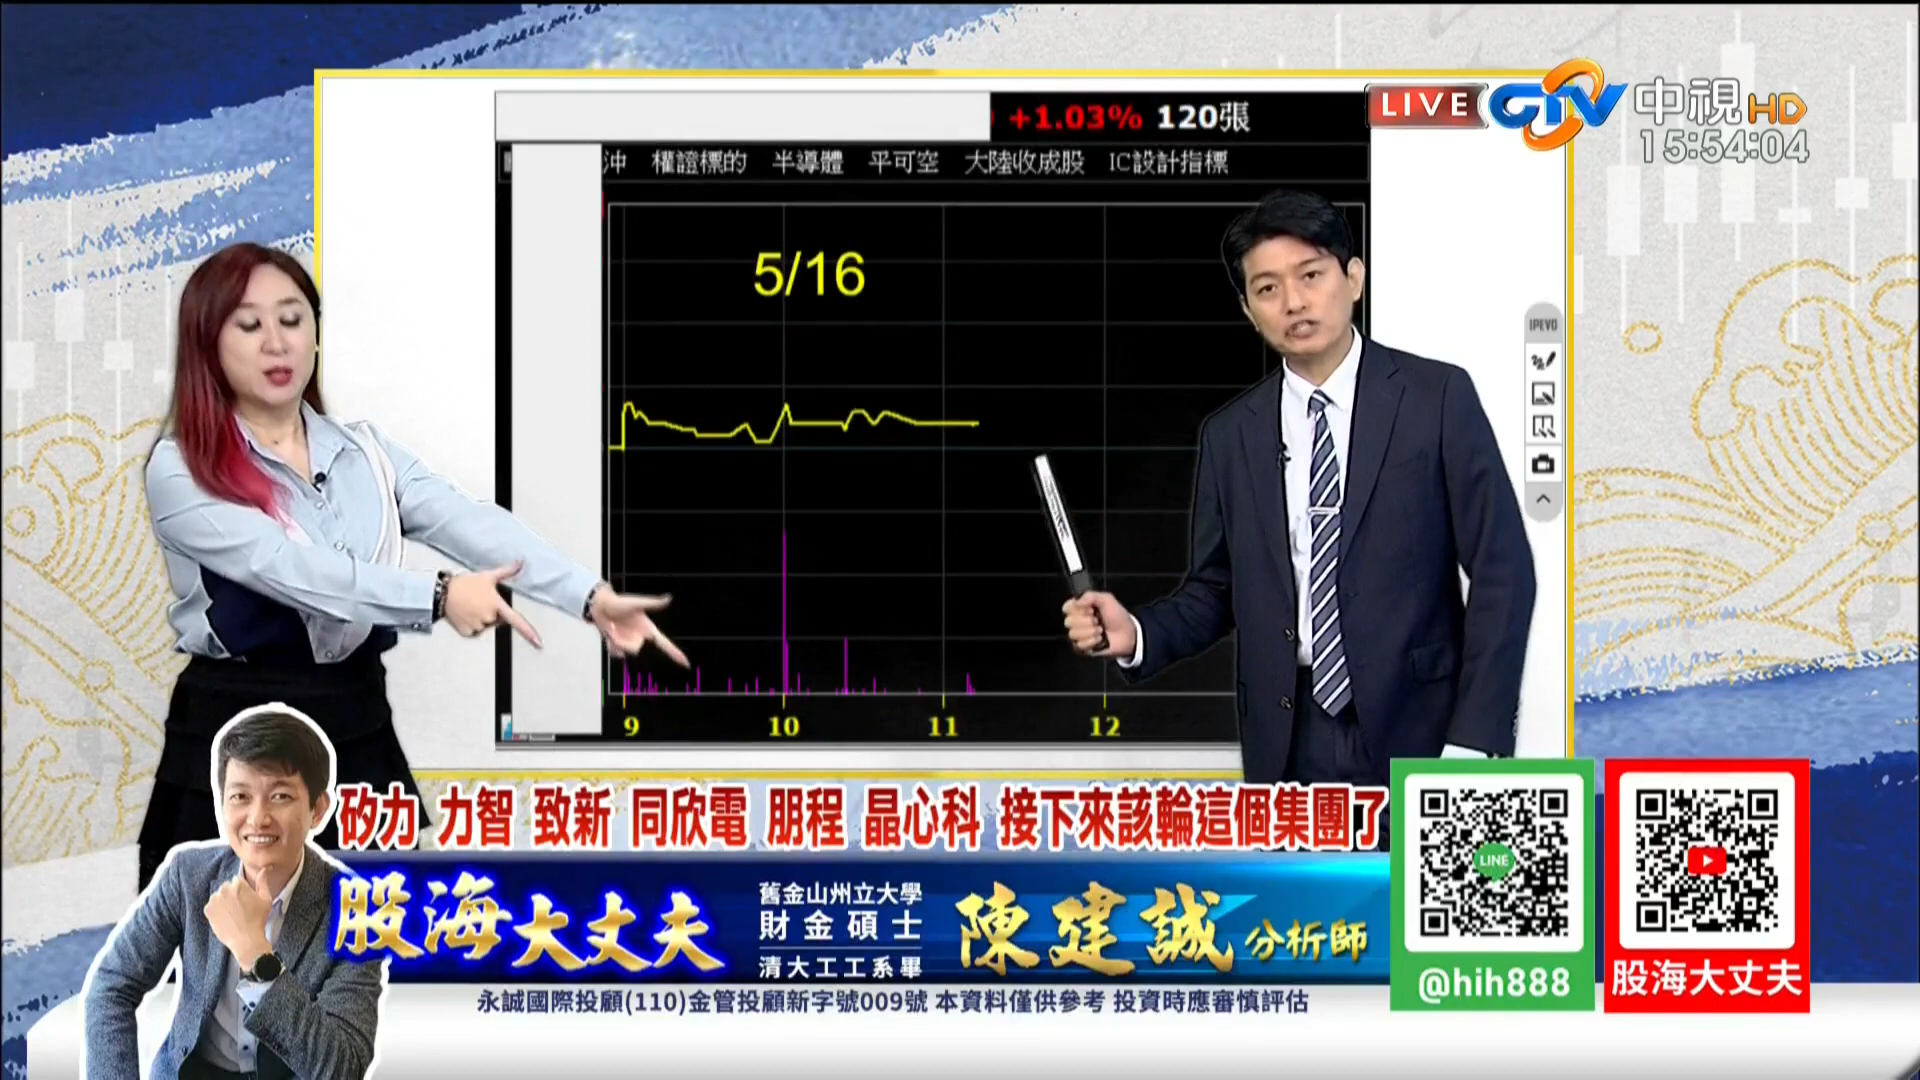 +1.03% 120張
LIVE CTV 中視HD
15:54:04
沖 權證標的 半導體 平可空 大陸收成股 IC設計指標
5/16
IPEVO
9 10 11 12
矽力 力智 致新 同欣電 朋程 晶心科 接下來該輪這個集團了
股海大丈夫
舊金山州立大學
財金碩士
清大工工系畢
陳建誠 分析師
LINE
@hih888
股海大丈夫
永誠國際投顧(110)金管投顧新字號009號 本資料僅供參考 投資時應審慎評估